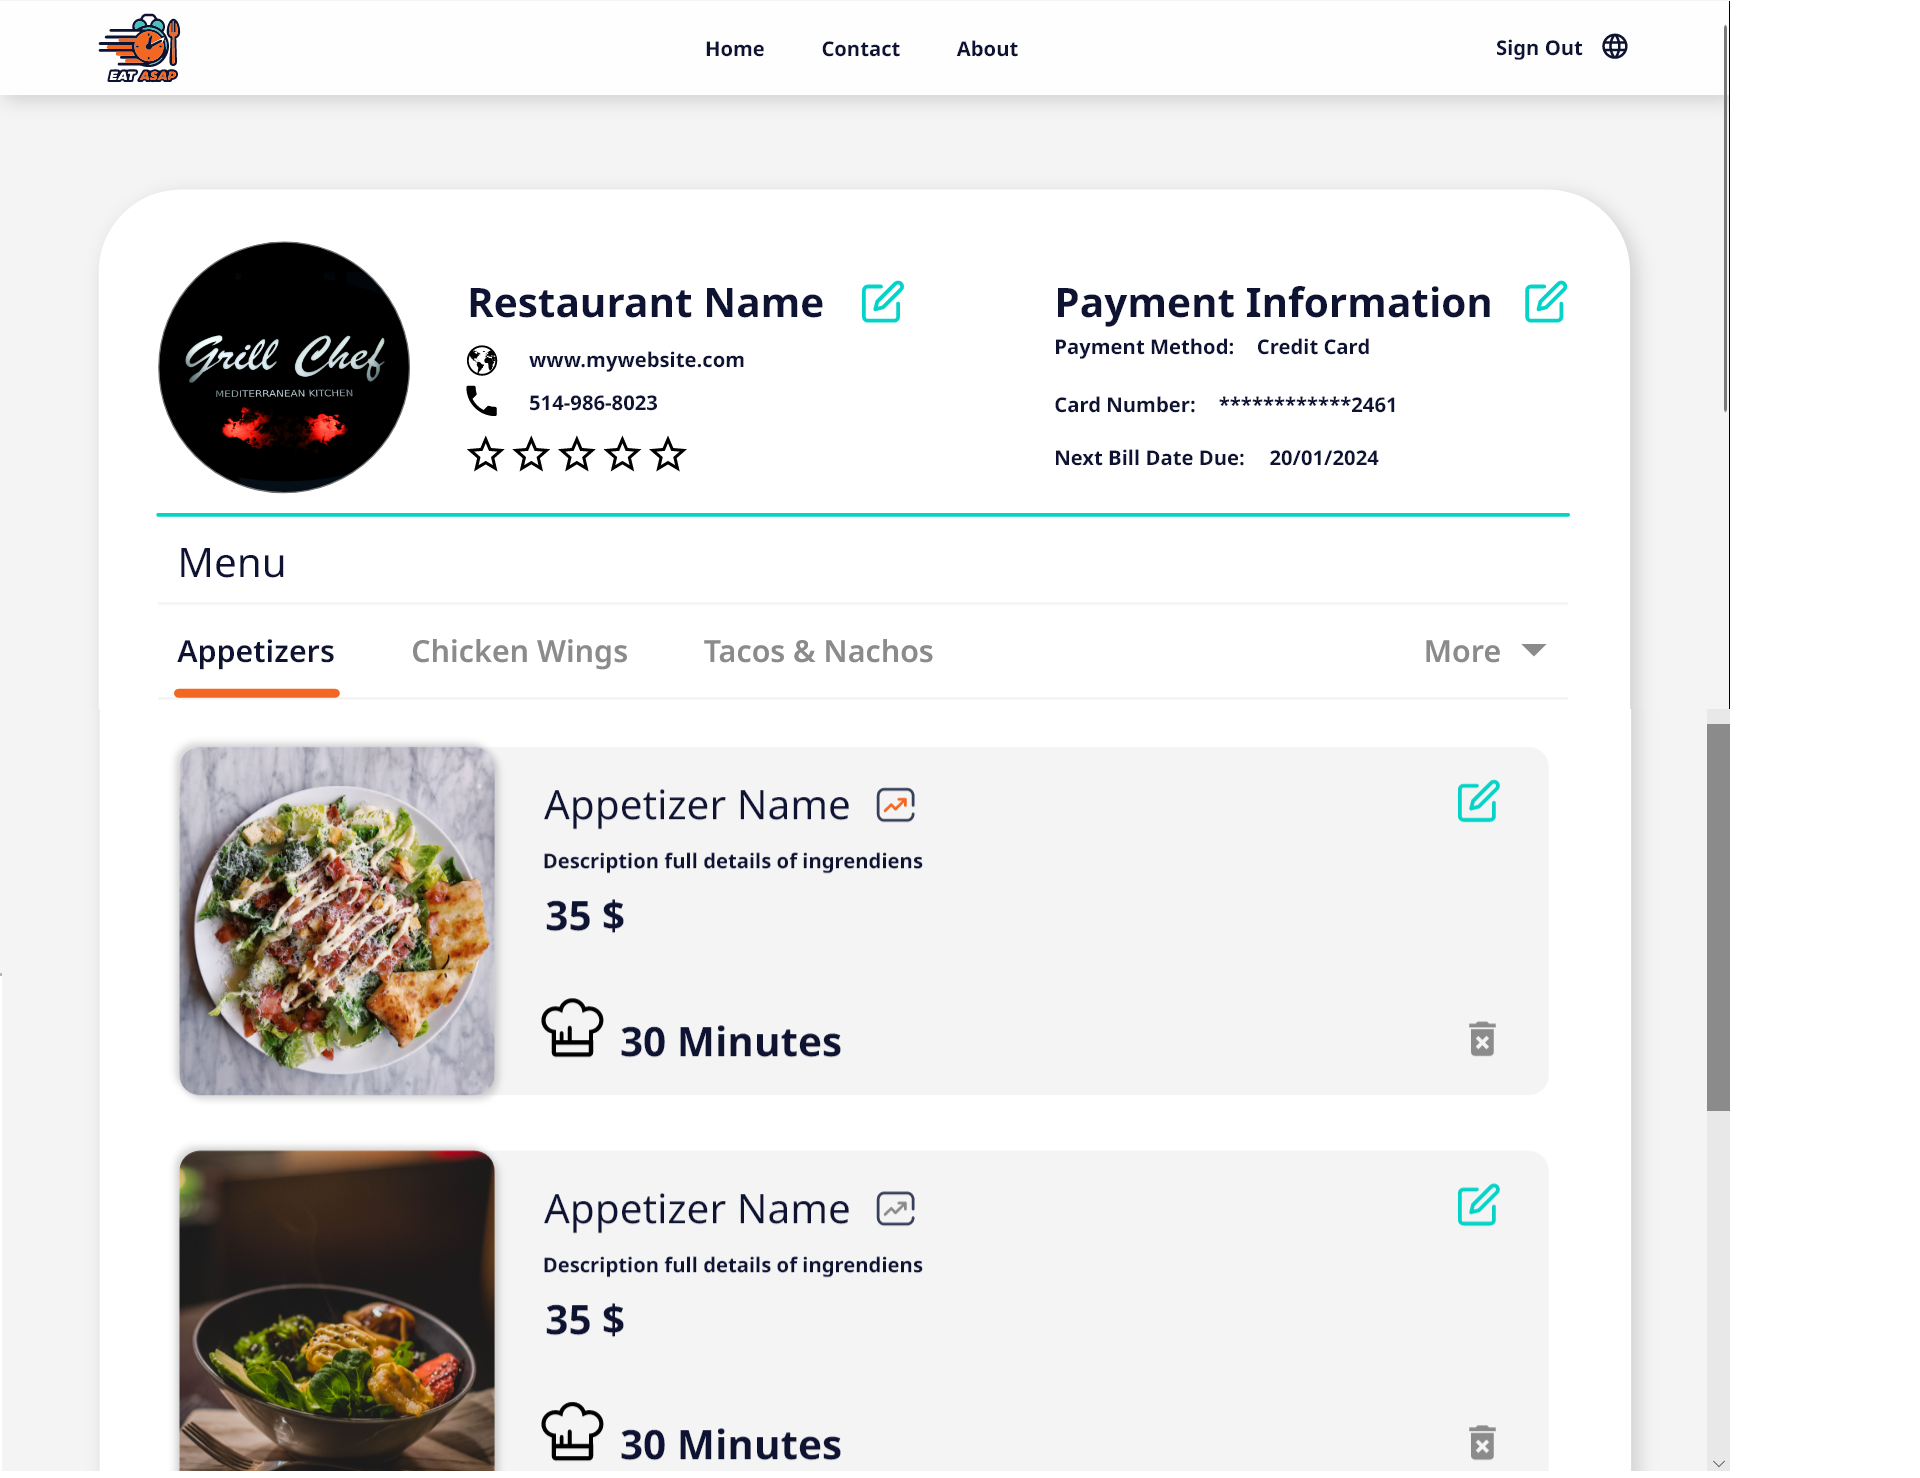 EAT ASAP
Home Contact About Sign Out
Grill Chef
MEDITERRANEAN KITCHEN
Restaurant Name
www.mywebsite.com
514-986-8023
Payment Information
Payment Method: Credit Card
Card Number: ************2461
Next Bill Date Due: 20/01/2024
Menu
Appetizers Chicken Wings Tacos & Nachos More
Appetizer Name
Description full details of ingrendiens
35 $
30 Minutes
Appetizer Name
Description full details of ingrendiens
35 $
30 Minutes